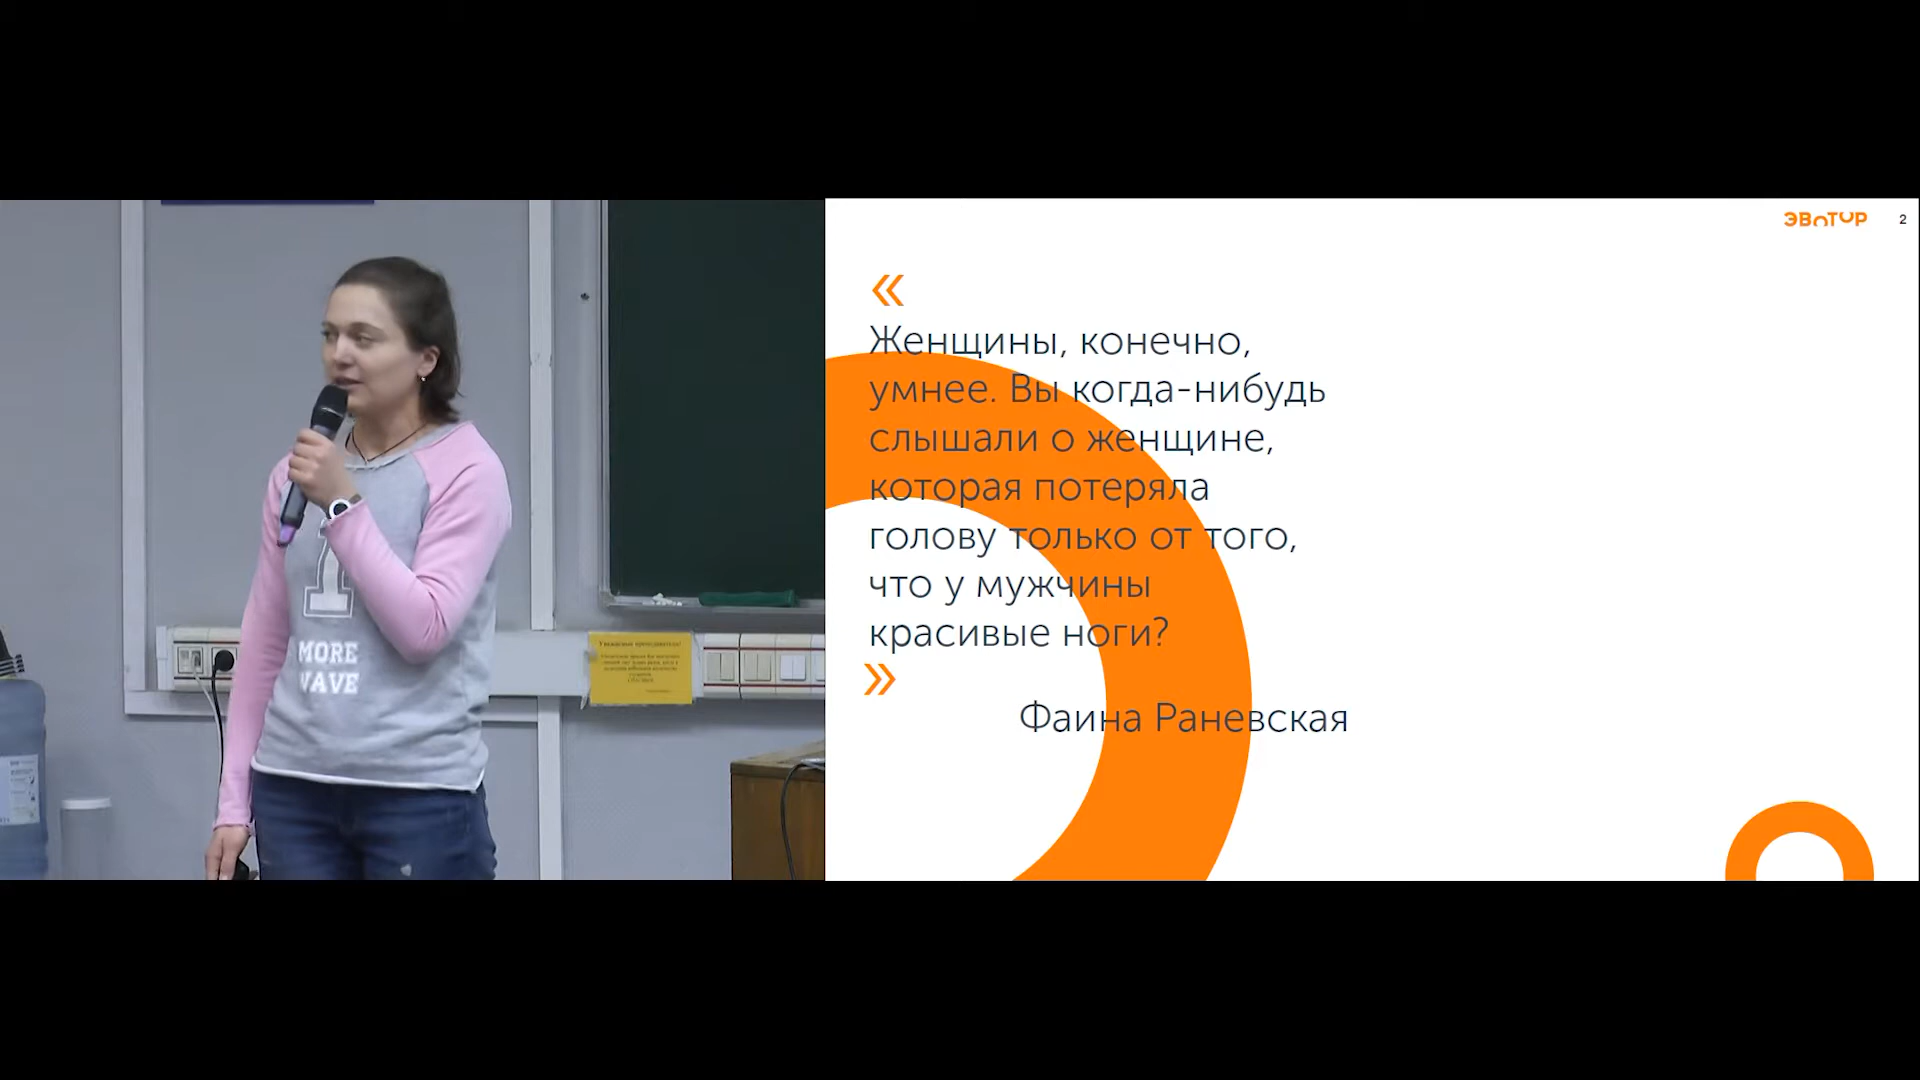 1
MORE
WAVE
ЭВОТОР
2
«
Женщины, конечно,
умнее. Вы когда-нибудь
слышали о женщине,
которая потеряла
голову только от того,
что у мужчины
красивые ноги?
»
Фаина Раневская